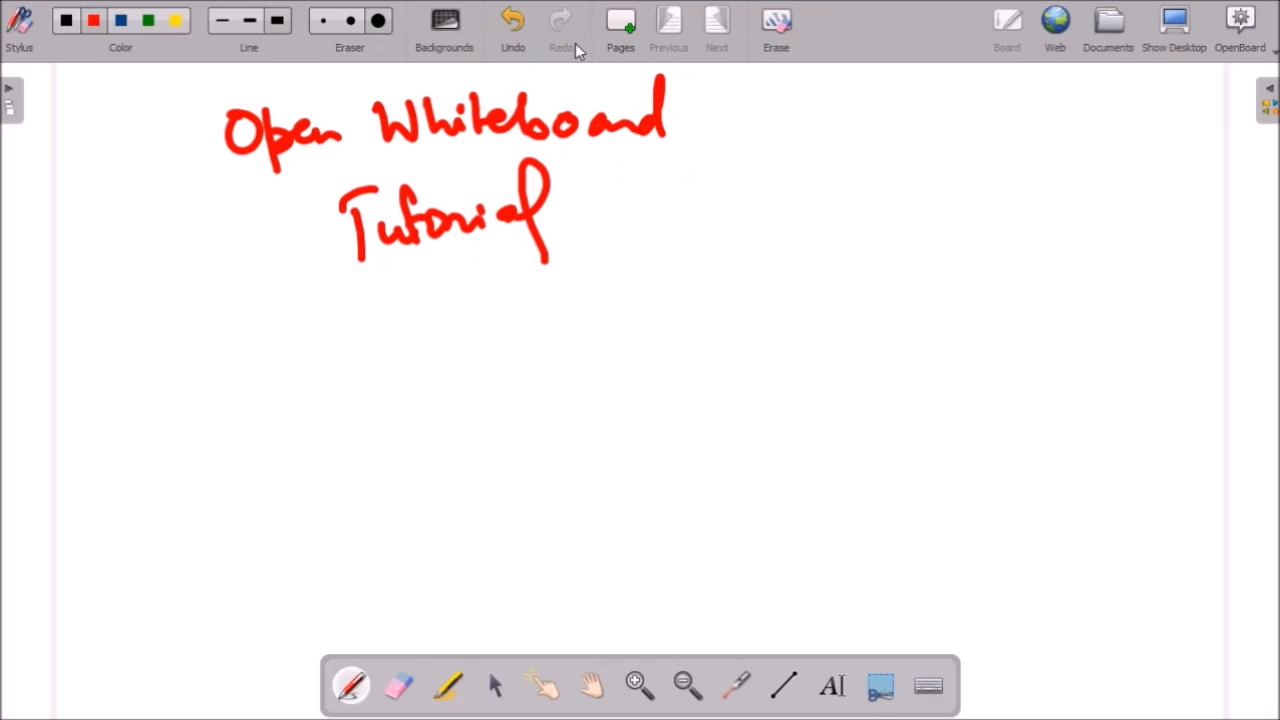 Stylus Color Line Eraser Backgrounds Undo Redo Pages Previous Next Erase Board Web Documents Show Desktop OpenBoard
Open Whiteboard
Tutorial
AI